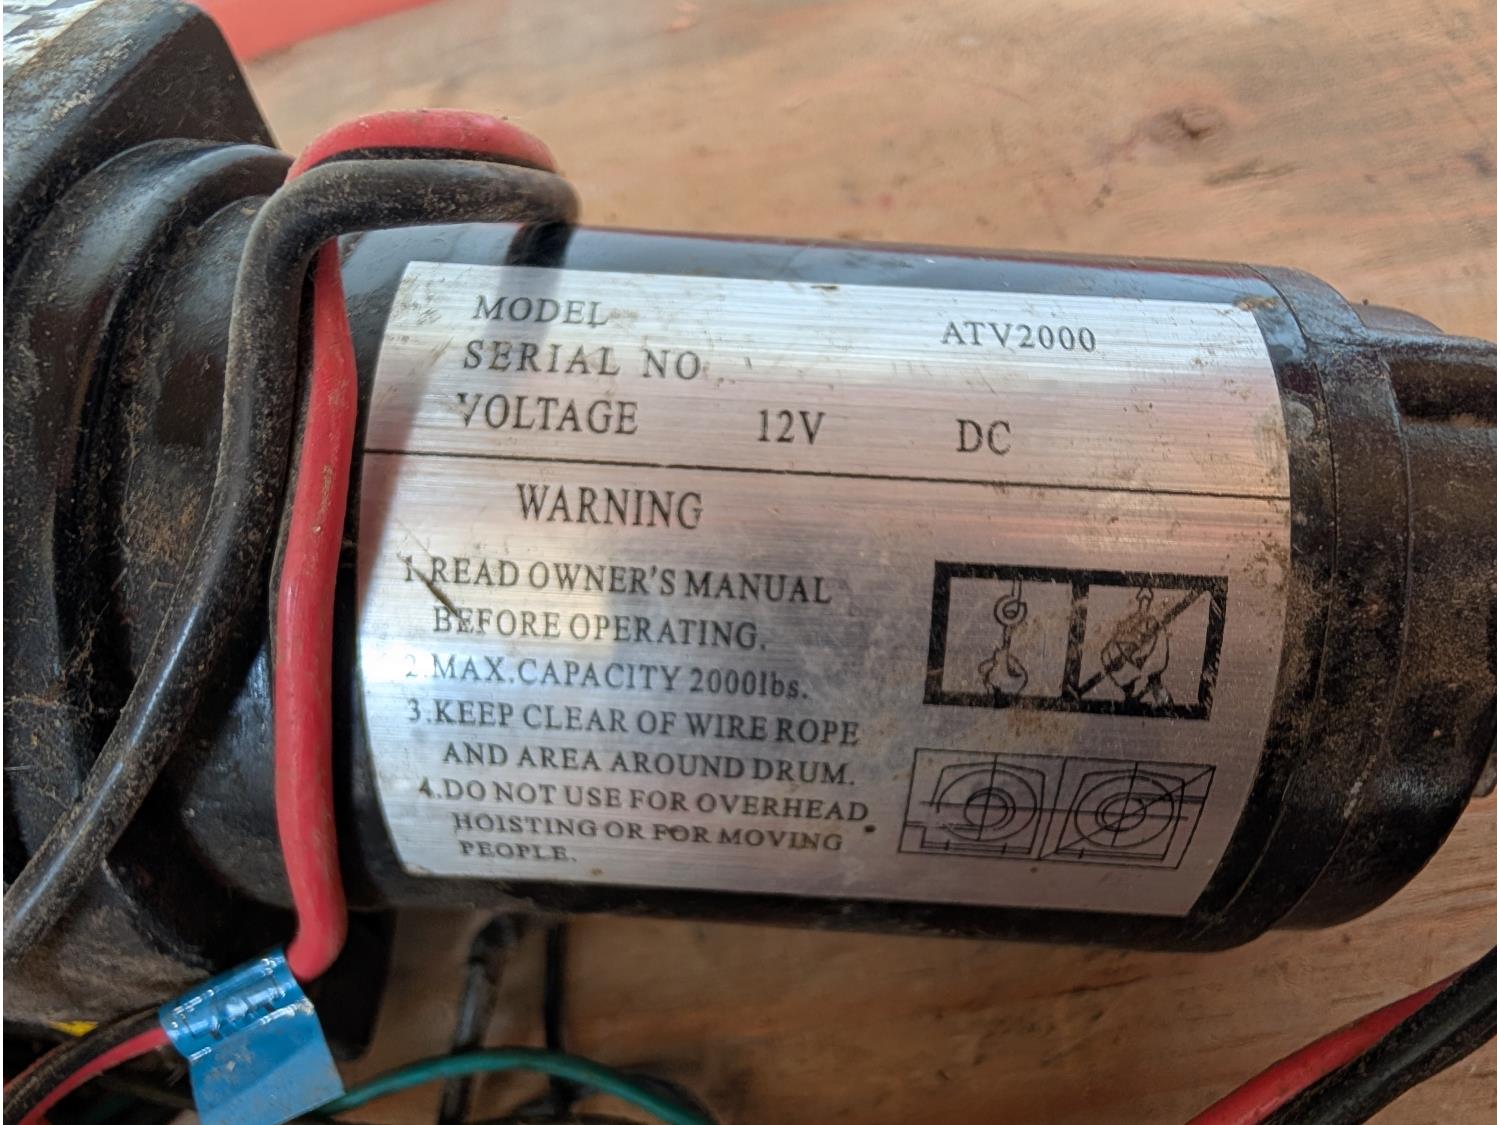 MODEL ATV2000
SERIAL NO
VOLTAGE 12V DC
WARNING
1.READ OWNER'S MANUAL
BEFORE OPERATING.
2.MAX.CAPACITY 2000lbs.
3.KEEP CLEAR OF WIRE ROPE
AND AREA AROUND DRUM.
4.DO NOT USE FOR OVERHEAD
HOISTING OR FOR MOVING
PEOPLE.